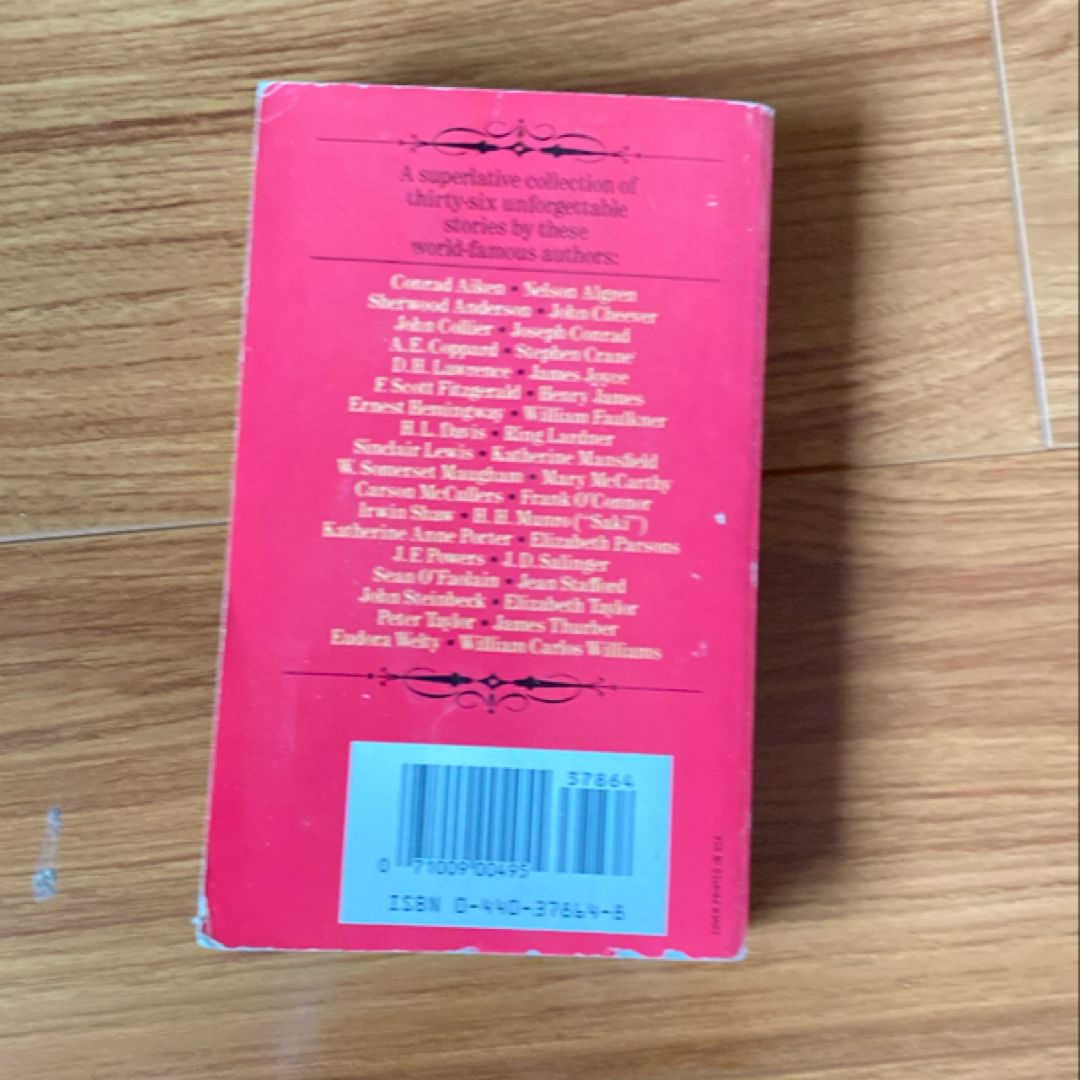 A superlative collection of
thirty-six unforgettable
stories by these
world-famous authors:
Conrad Aiken • Nelson Algren
Sherwood Anderson • John Cheever
John Collier • Joseph Conrad
A. E. Coppard • Stephen Crane
D. H. Lawrence • James Joyce
F. Scott Fitzgerald • Henry James
Ernest Hemingway • William Faulkner
H. L. Davis • Ring Lardner
Sinclair Lewis • Katherine Mansfield
W. Somerset Maugham • Mary McCarthy
Carson McCullers • Frank O'Connor
Irwin Shaw • H. H. Munro ("Saki")
Katherine Anne Porter • Elizabeth Parsons
J. F. Powers • J. D. Salinger
Sean O'Faolain • Jean Stafford
John Steinbeck • Elizabeth Taylor
Peter Taylor • James Thurber
Eudora Welty • William Carlos Williams
37864
0 71009 00495
ISBN 0-440-37864-8
COVER PRINTED IN USA